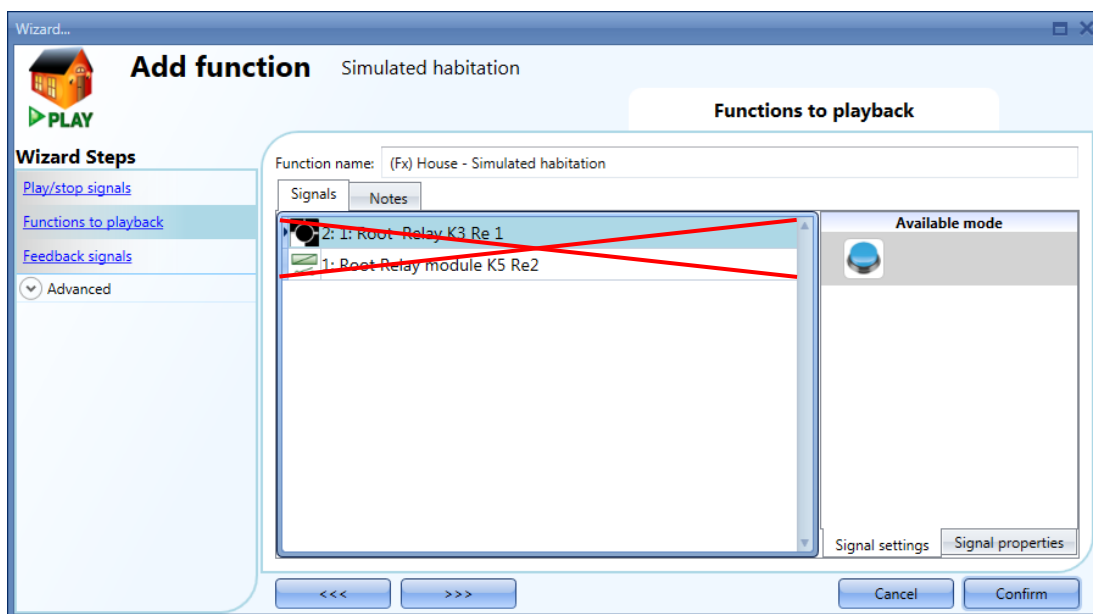 Wizard...
Add function Simulated habitation
PLAY
Functions to playback
Wizard Steps
Play/stop signals
Functions to playback
Feedback signals
Advanced
Function name: (Fx) House - Simulated habitation
Signals Notes
2: 1: Root Relay K3 Re 1
1: Root Relay module K5 Re2
Available mode
Signal settings Signal properties
<<< >>> Cancel Confirm